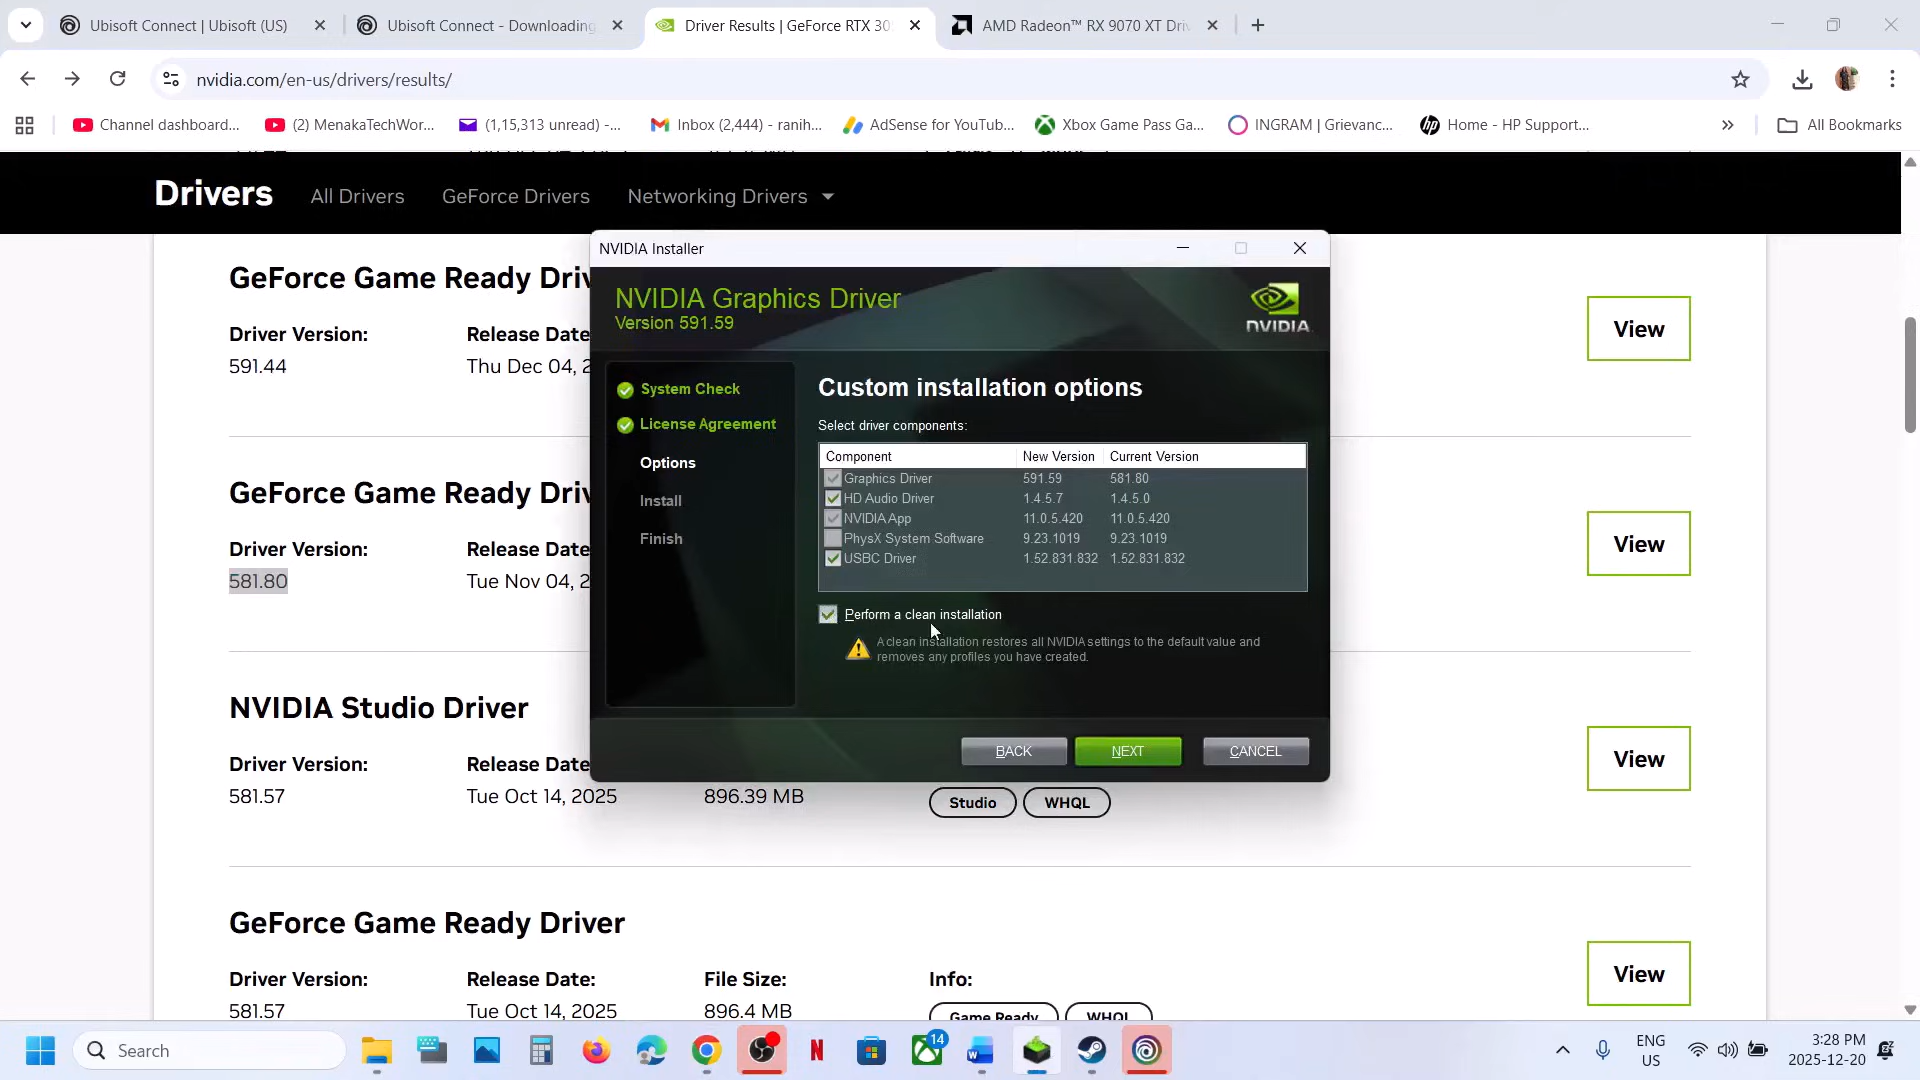 Ubisoft Connect | Ubisoft (US)
Ubisoft Connect - Downloading
Driver Results | GeForce RTX 30
AMD Radeon™ RX 9070 XT Dri
nvidia.com/en-us/drivers/results/
Channel dashboard...
(2) MenakaTechWor...
(1,15,313 unread) -...
Inbox (2,444) - ranih...
AdSense for YouTub...
Xbox Game Pass Ga...
INGRAM | Grievanc...
Home - HP Support...
All Bookmarks
Drivers
All Drivers
GeForce Drivers
Networking Drivers
GeForce Game Ready Driv
Driver Version:
Release Date
591.44
Thu Dec 04, 2
View
GeForce Game Ready Driv
Driver Version:
Release Date
581.80
Tue Nov 04, 2
View
NVIDIA Studio Driver
Driver Version:
Release Date
581.57
Tue Oct 14, 2025
896.39 MB
Studio
WHQL
View
GeForce Game Ready Driver
Driver Version:
Release Date:
File Size:
Info:
581.57
Tue Oct 14, 2025
896.4 MB
Game Ready
WHQL
View
NVIDIA Installer
NVIDIA Graphics Driver
Version 591.59
NVIDIA
System Check
License Agreement
Options
Install
Finish
Custom installation options
Select driver components:
Component New Version Current Version
Graphics Driver 591.59 581.80
HD Audio Driver 1.4.5.7 1.4.5.0
NVIDIA App 11.0.5.420 11.0.5.420
PhysX System Software 9.23.1019 9.23.1019
USBC Driver 1.52.831.832 1.52.831.832
Perform a clean installation
A clean installation restores all NVIDIA settings to the default value and
removes any profiles you have created.
BACK
NEXT
CANCEL
Search
14
ENG
US
3:28 PM
2025-12-20